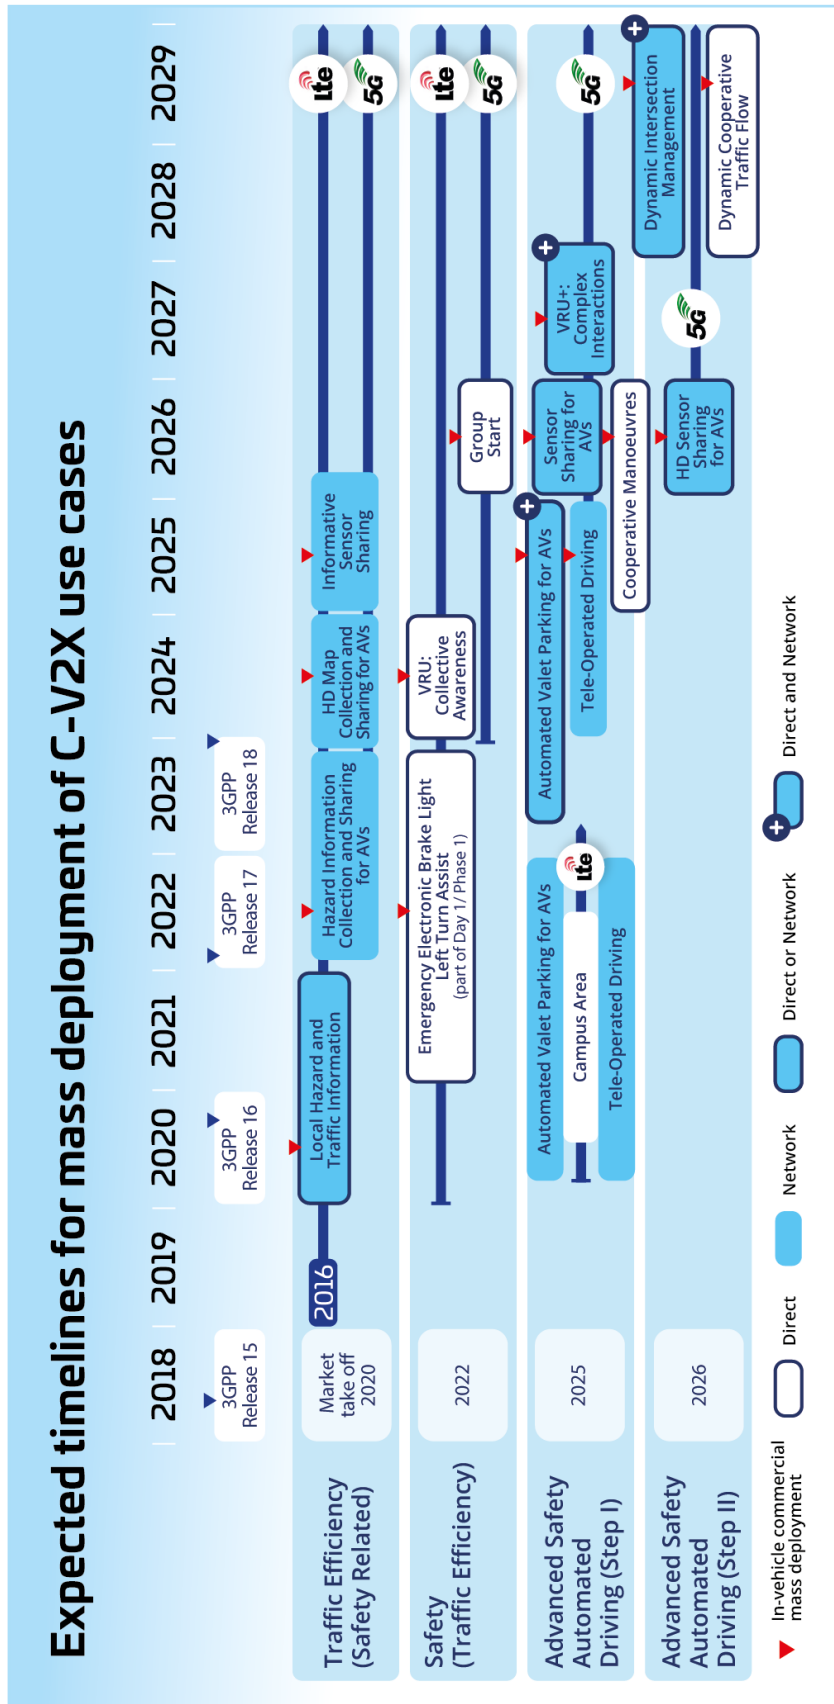 Expected timelines for mass deployment of C-V2X use cases
2018
2019
2020
2021
2022
2023
2024
2025
2026
2027
2028
2029
3GPP
Release 15
3GPP
Release 16
3GPP
Release 17
3GPP
Release 18
Traffic Efficiency
(Safety Related)
Market
take off
2020
2016
Local Hazard and
Traffic Information
Hazard Information
Collection and Sharing
for AVs
HD Map
Collection and
Sharing for AVs
Informative
Sensor
Sharing
Lte
5G
Safety
(Traffic Efficiency)
2022
Emergency Electronic Brake Light
Left Turn Assist
(part of Day 1/ Phase 1)
VRU:
Collective
Awareness
Group
Start
Lte
5G
Advanced Safety
Automated
Driving (Step I)
2025
Automated Valet Parking for AVs
Campus Area
Tele-Operated Driving
Lte
Automated Valet Parking for AVs
Tele-Operated Driving
Sensor
Sharing for
AVs
Cooperative Manoeuvres
VRU+:
Complex
Interactions
5G
Advanced Safety
Automated
Driving (Step II)
2026
HD Sensor
Sharing
for AVs
5G
Dynamic Intersection
Management
Dynamic Cooperative
Traffic Flow
In-vehicle commercial
mass deployment
Direct
Network
Direct or Network
Direct and Network